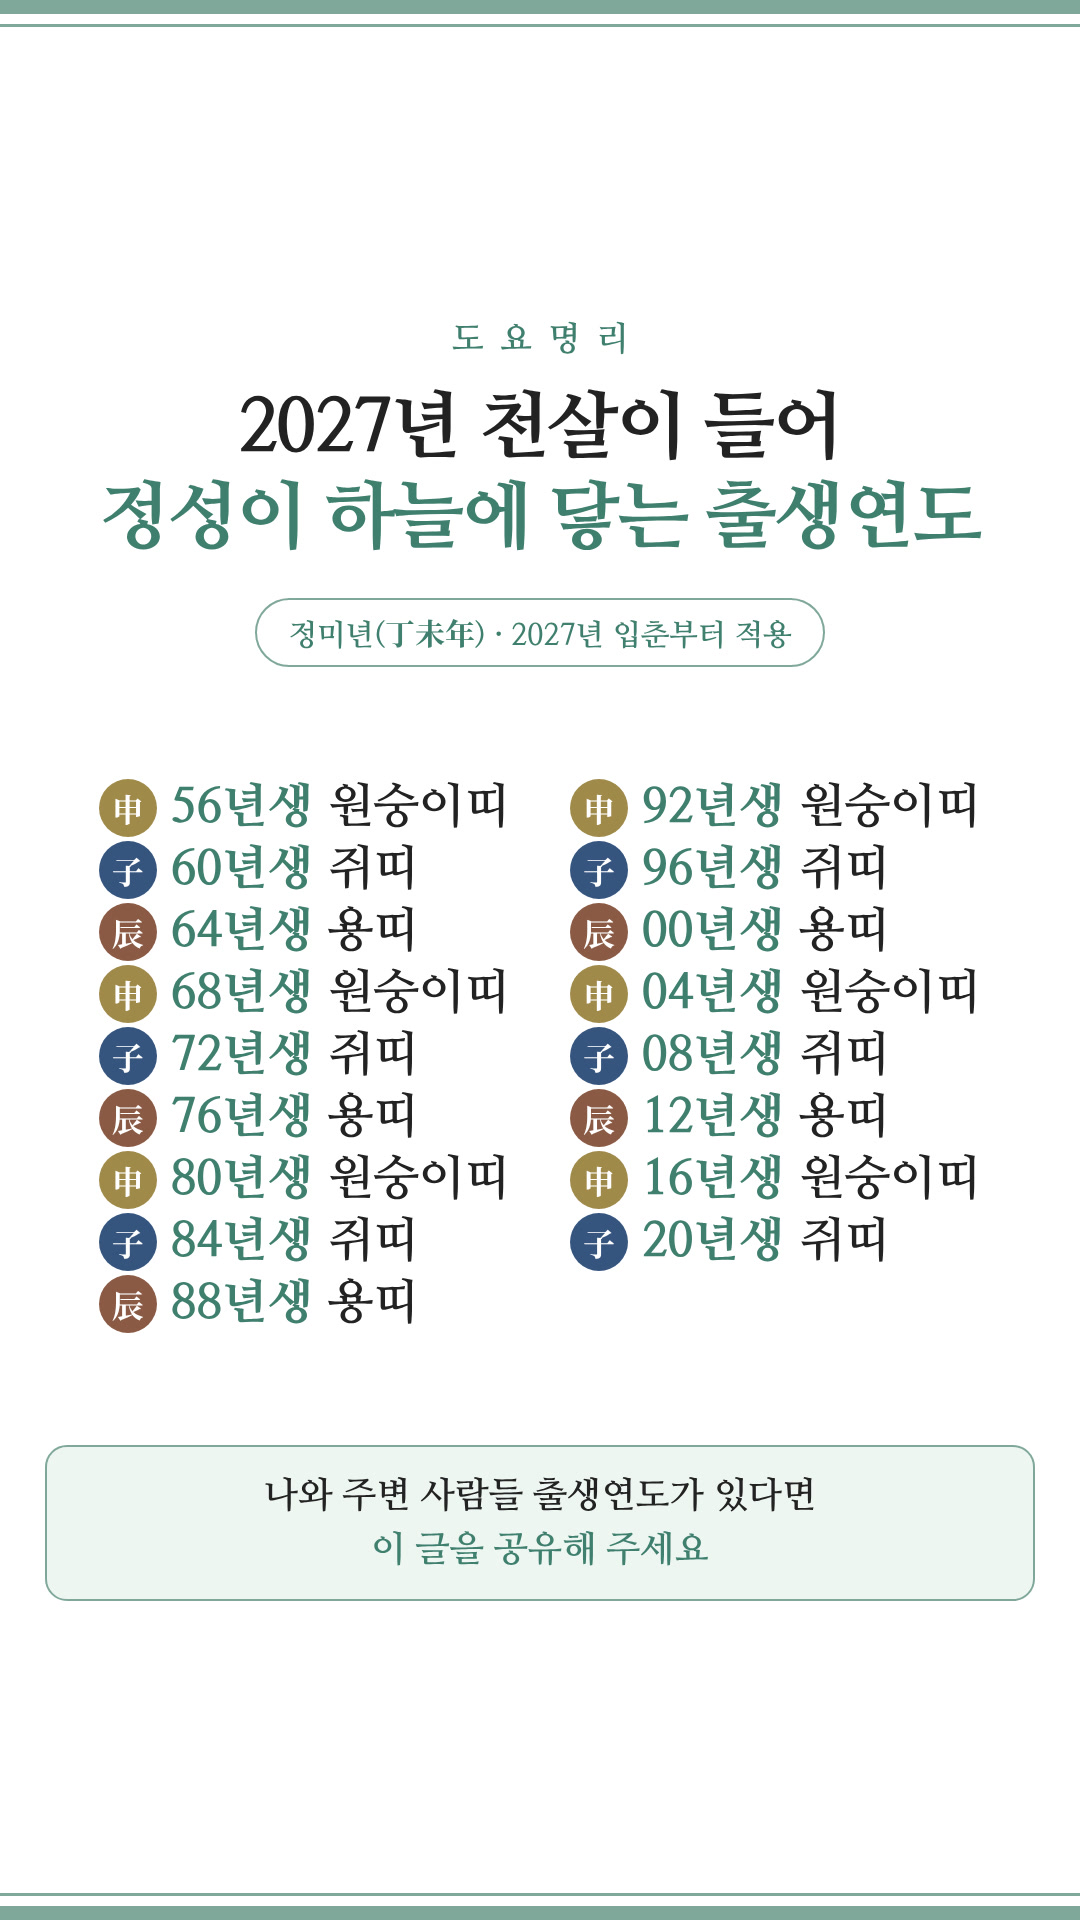 도요명리
2027년 천살이 들어
정성이 하늘에 닿는 출생연도
정미년(丁未年) · 2027년 입춘부터 적용
申 56년생 원숭이띠
子 60년생 쥐띠
辰 64년생 용띠
申 68년생 원숭이띠
子 72년생 쥐띠
辰 76년생 용띠
申 80년생 원숭이띠
子 84년생 쥐띠
辰 88년생 용띠
申 92년생 원숭이띠
子 96년생 쥐띠
辰 00년생 용띠
申 04년생 원숭이띠
子 08년생 쥐띠
辰 12년생 용띠
申 16년생 원숭이띠
子 20년생 쥐띠
나와 주변 사람들 출생연도가 있다면
이 글을 공유해 주세요